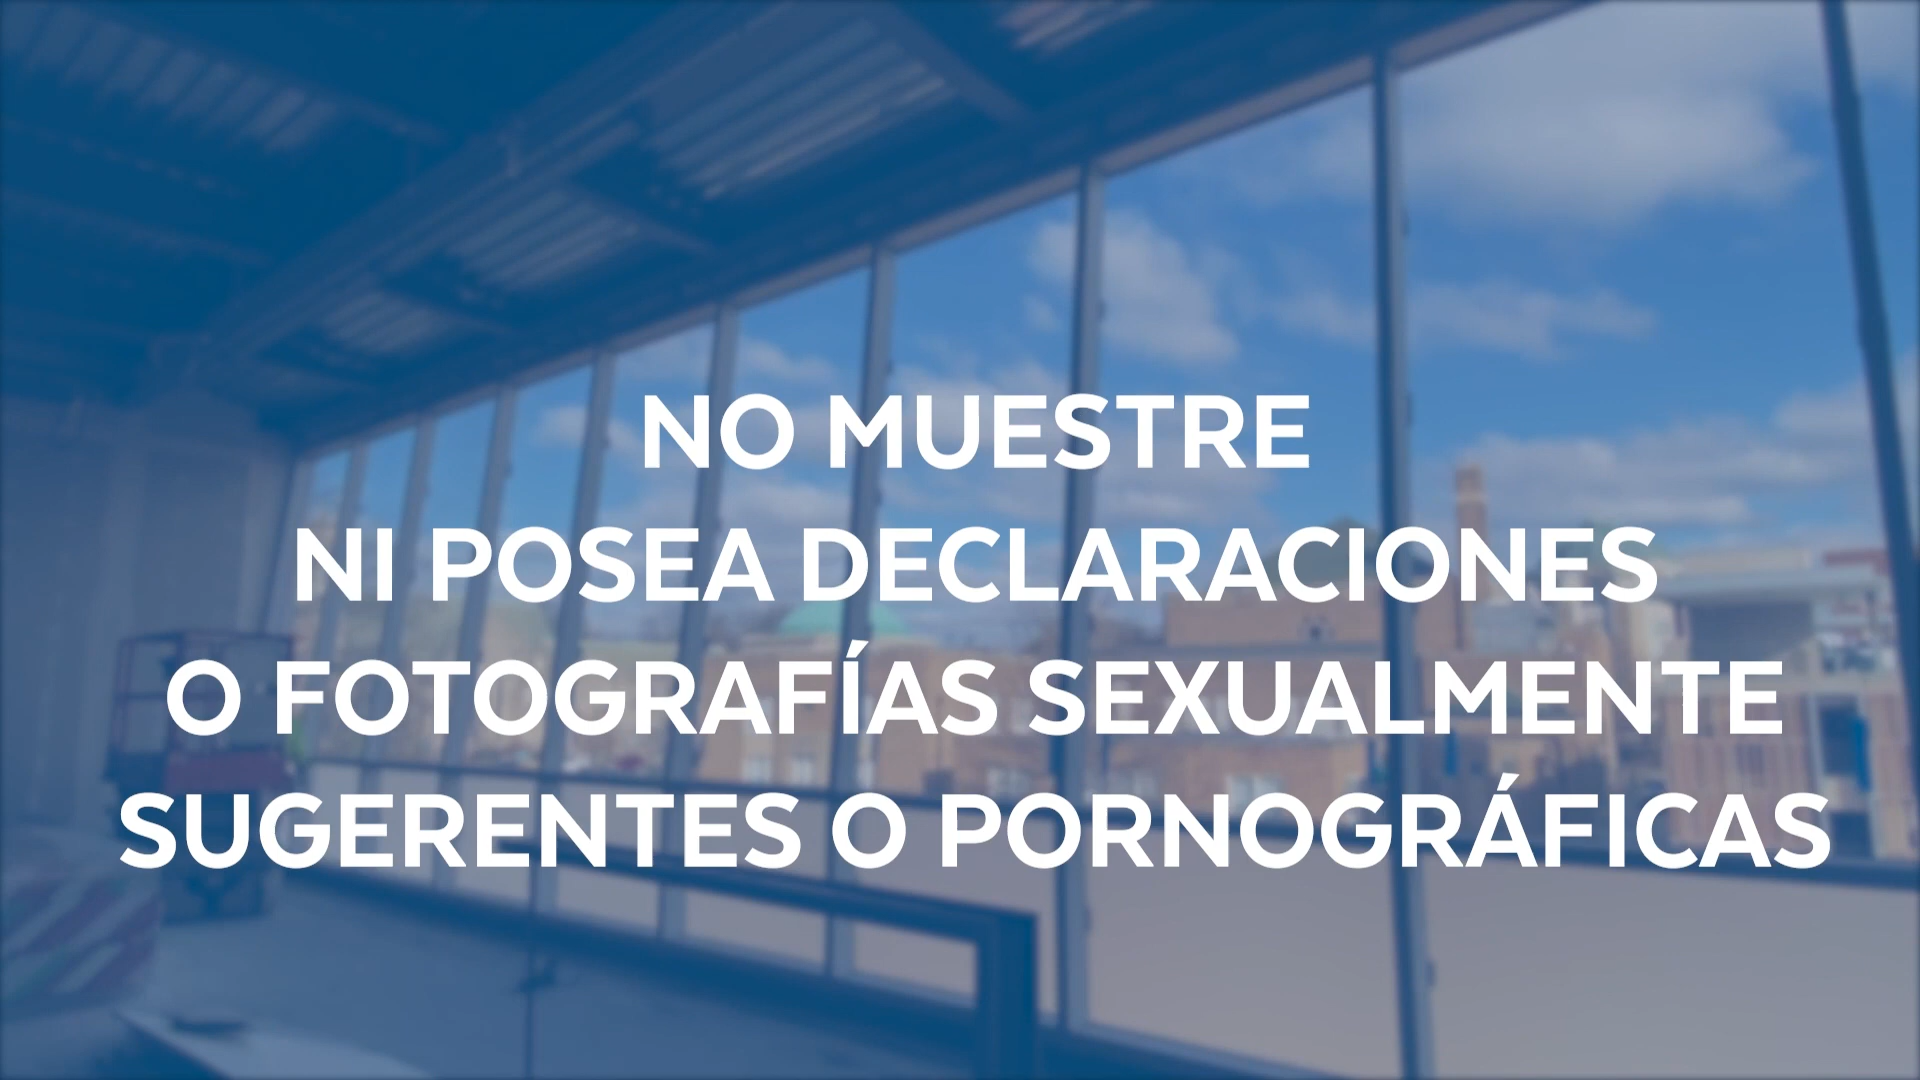 NO MUESTRE
NI POSEA DECLARACIONES
O FOTOGRAFÍAS SEXUALMENTE
SUGERENTES O PORNOGRÁFICAS